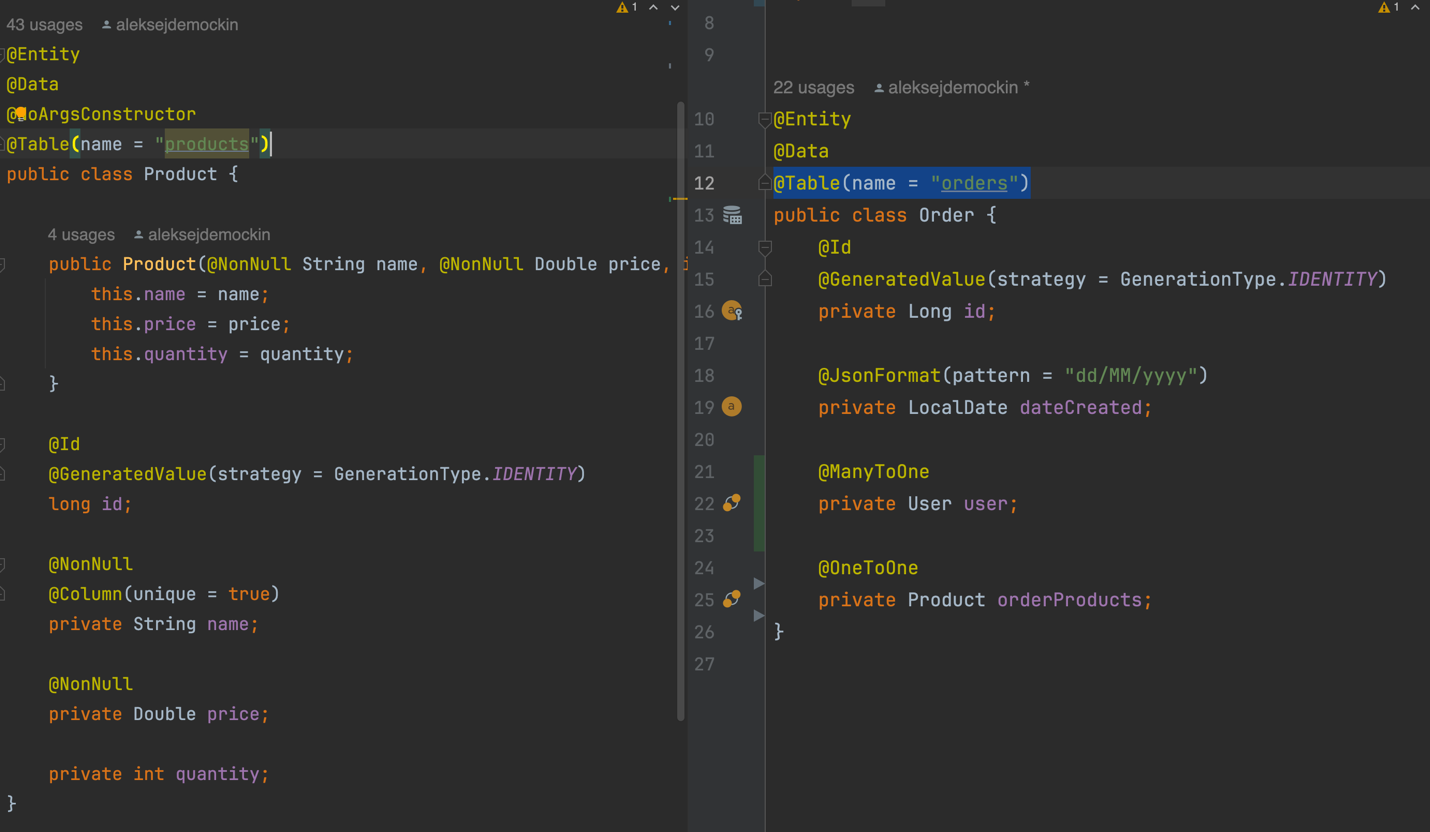 1
43 usages aleksejdemockin
@Entity
@Data
@NoArgsConstructor
@Table(name = "products")
public class Product {
4 usages aleksejdemockin
public Product(@NonNull String name, @NonNull Double price, i
this.name = name;
this.price = price;
this.quantity = quantity;
}
@Id
@GeneratedValue(strategy = GenerationType.IDENTITY)
long id;
@NonNull
@Column(unique = true)
private String name;
@NonNull
private Double price;
private int quantity;
}
1
8
9
22 usages aleksejdemockin *
10 @Entity
11 @Data
12 @Table(name = "orders")
13 public class Order {
14 @Id
15 @GeneratedValue(strategy = GenerationType.IDENTITY)
16 a private Long id;
17
18 @JsonFormat(pattern = "dd/MM/yyyy")
19 a private LocalDate dateCreated;
20
21 @ManyToOne
22 private User user;
23
24 @OneToOne
25 private Product orderProducts;
26 }
27